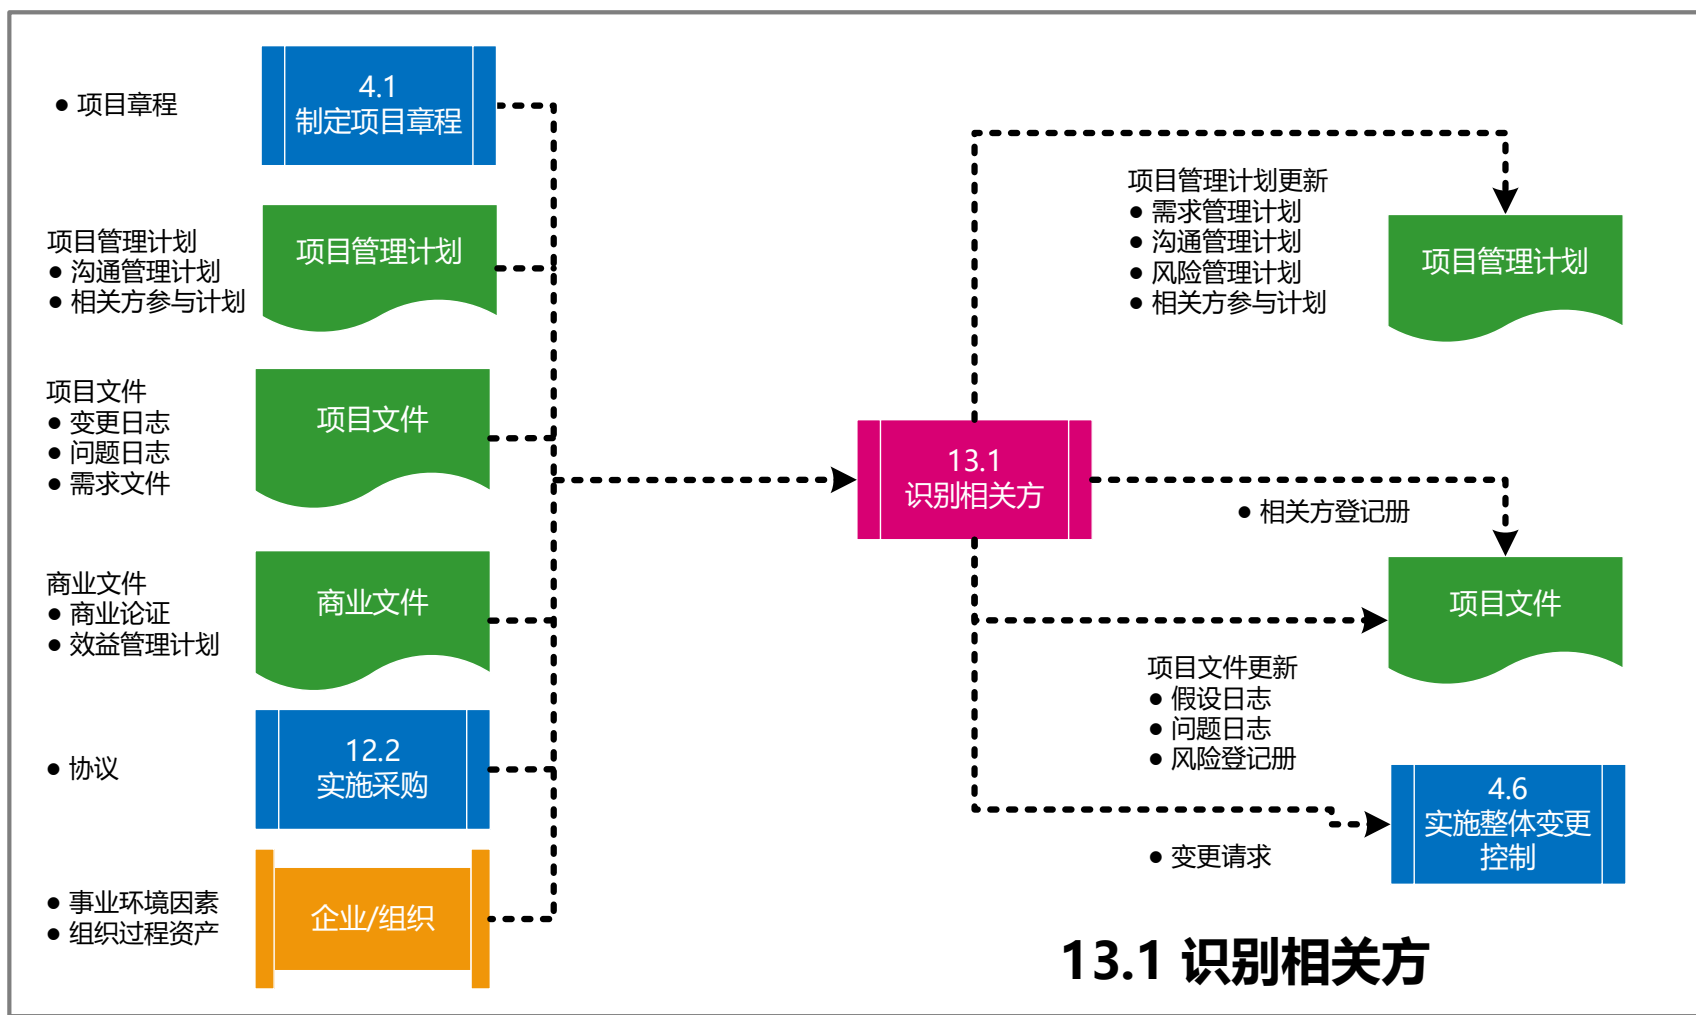 ● 项目章程
4.1
制定项目章程
项目管理计划
● 沟通管理计划
● 相关方参与计划
项目管理计划
项目文件
● 变更日志
● 问题日志
● 需求文件
项目文件
商业文件
● 商业论证
● 效益管理计划
商业文件
● 协议
12.2
实施采购
● 事业环境因素
● 组织过程资产
企业/组织
13.1
识别相关方
项目管理计划更新
● 需求管理计划
● 沟通管理计划
● 风险管理计划
● 相关方参与计划
项目管理计划
● 相关方登记册
项目文件
项目文件更新
● 假设日志
● 问题日志
● 风险登记册
● 变更请求
4.6
实施整体变更
控制
13.1 识别相关方